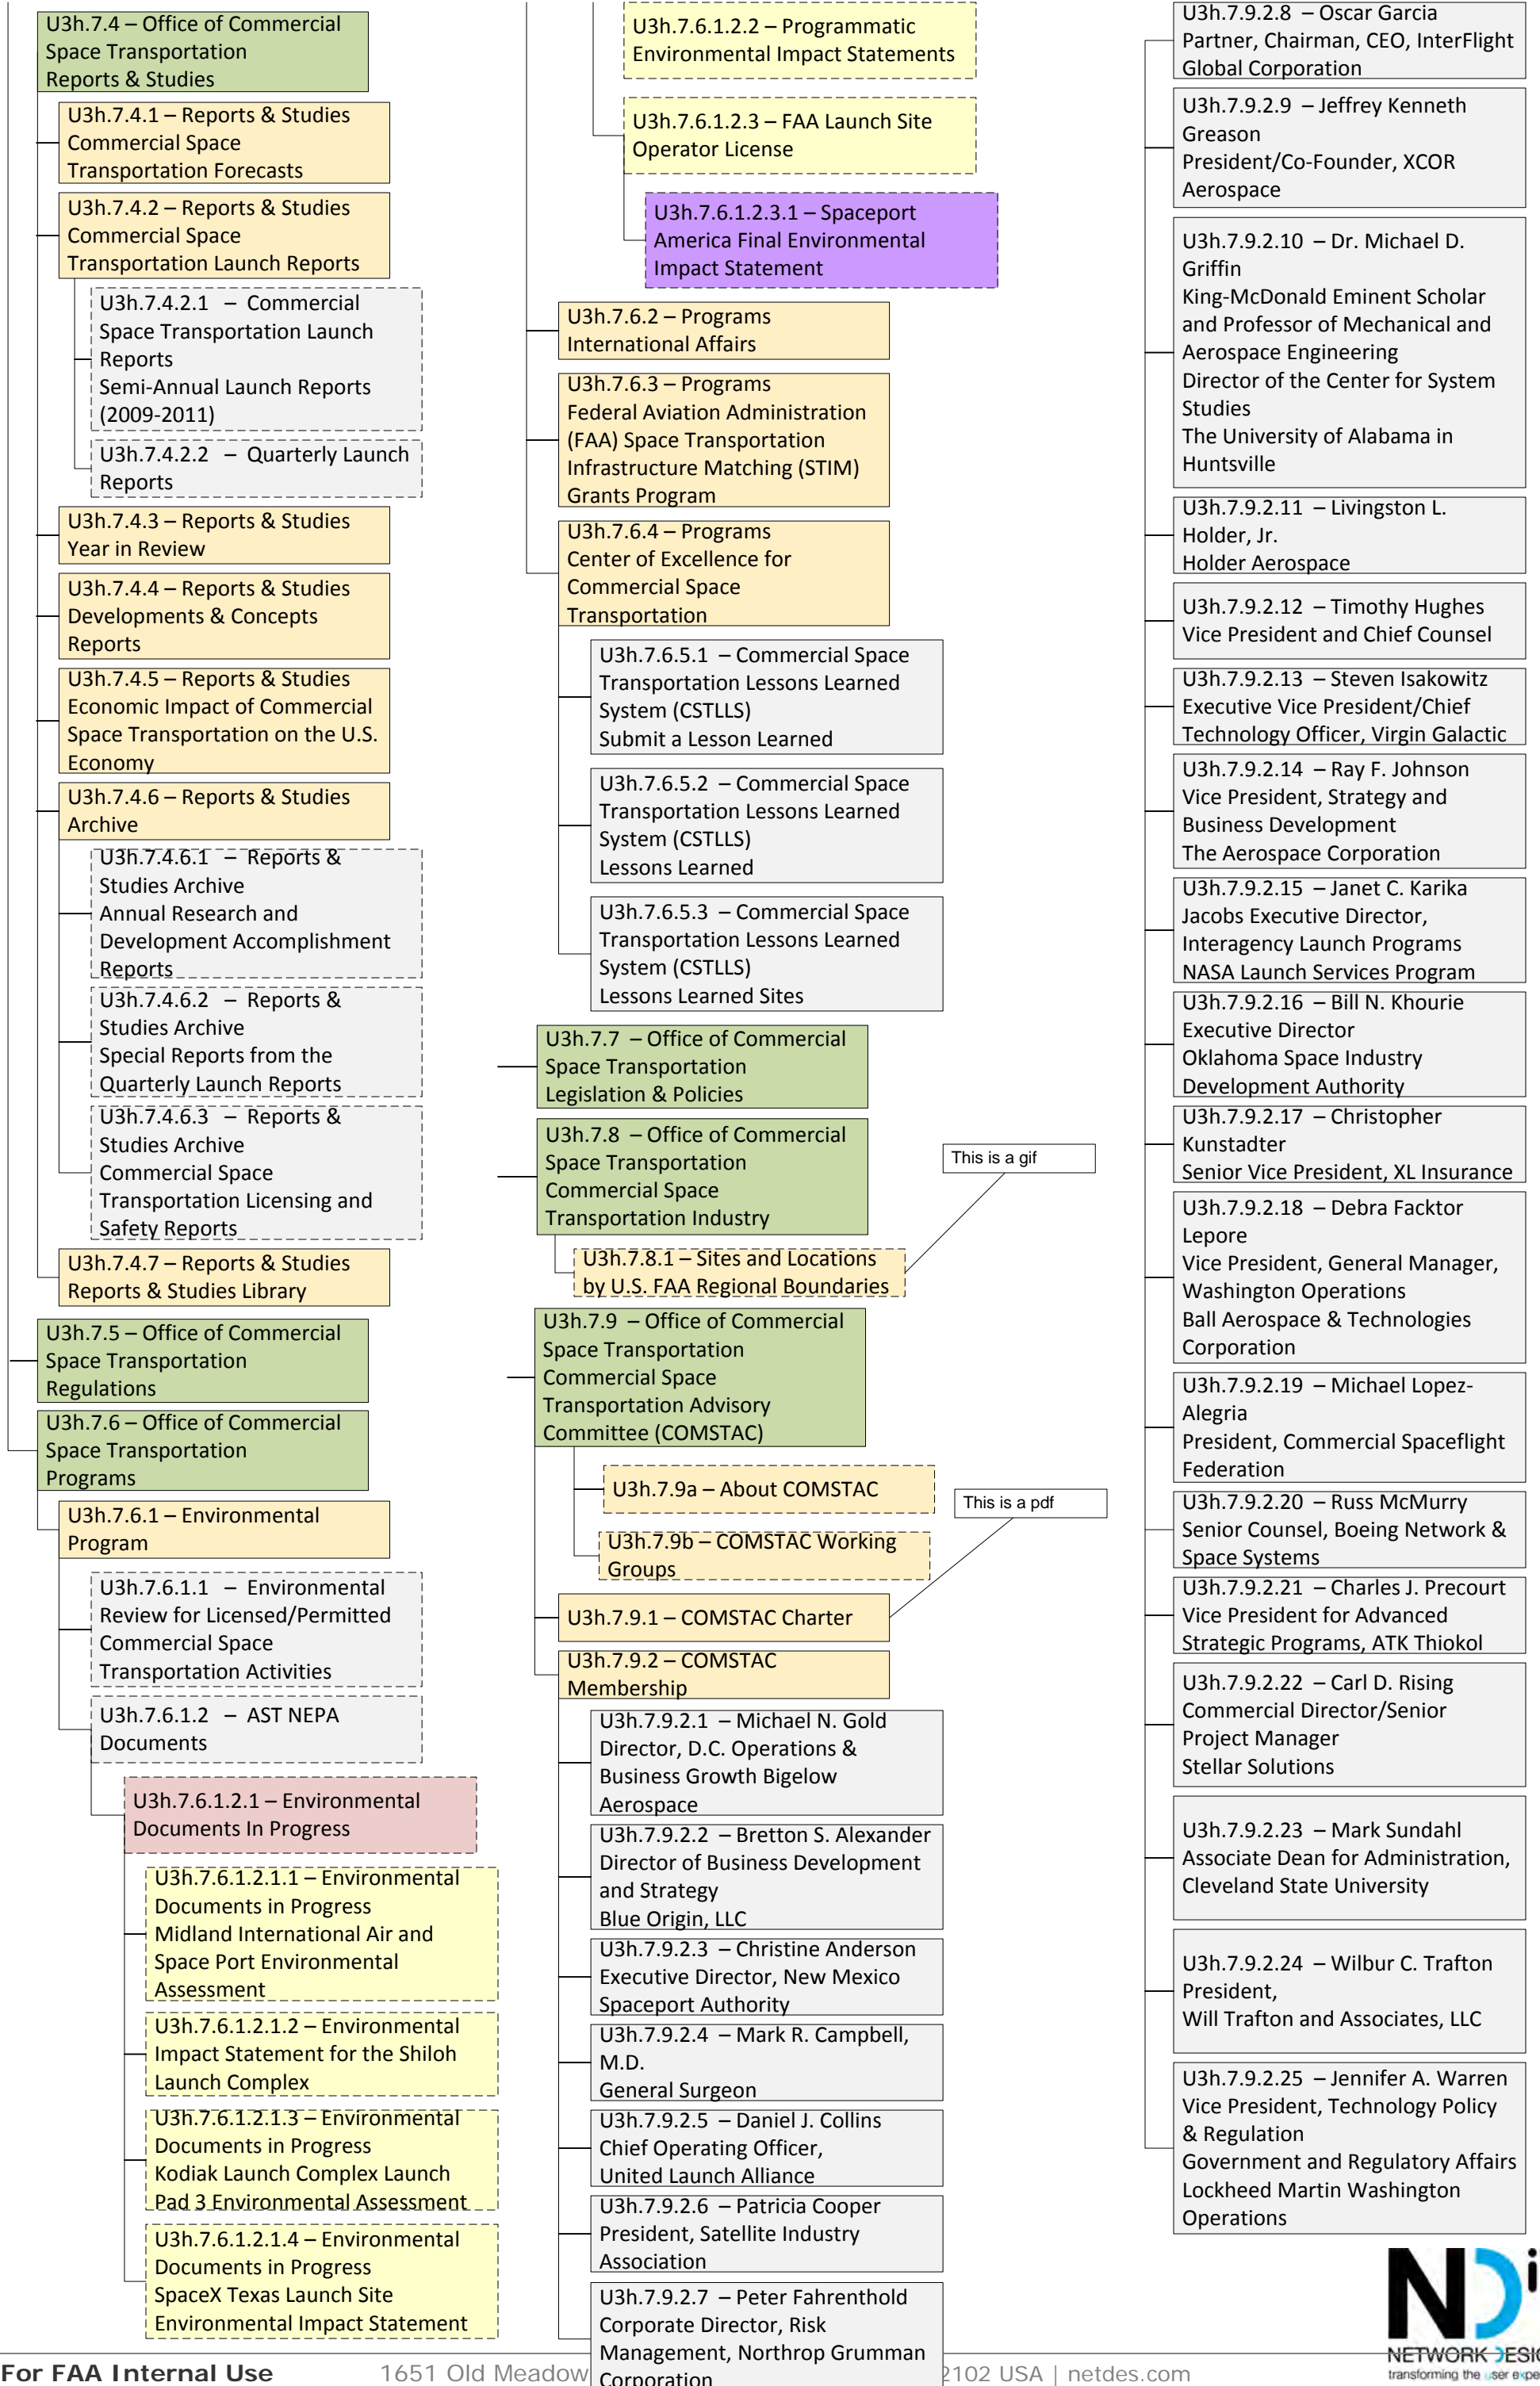 U3h.7.4 – Office of Commercial
Space Transportation
Reports & Studies
U3h.7.4.1 – Reports & Studies
Commercial Space
Transportation Forecasts
U3h.7.4.2 – Reports & Studies
Commercial Space
Transportation Launch Reports
U3h.7.4.2.1 – Commercial
Space Transportation Launch
Reports
Semi-Annual Launch Reports
(2009-2011)
U3h.7.4.2.2 – Quarterly Launch
Reports
U3h.7.4.3 – Reports & Studies
Year in Review
U3h.7.4.4 – Reports & Studies
Developments & Concepts
Reports
U3h.7.4.5 – Reports & Studies
Economic Impact of Commercial
Space Transportation on the U.S.
Economy
U3h.7.4.6 – Reports & Studies
Archive
U3h.7.4.6.1 – Reports &
Studies Archive
Annual Research and
Development Accomplishment
Reports
U3h.7.4.6.2 – Reports &
Studies Archive
Special Reports from the
Quarterly Launch Reports
U3h.7.4.6.3 – Reports &
Studies Archive
Commercial Space
Transportation Licensing and
Safety Reports
U3h.7.4.7 – Reports & Studies
Reports & Studies Library
U3h.7.5 – Office of Commercial
Space Transportation
Regulations
U3h.7.6 – Office of Commercial
Space Transportation
Programs
U3h.7.6.1 – Environmental
Program
U3h.7.6.1.1 – Environmental
Review for Licensed/Permitted
Commercial Space
Transportation Activities
U3h.7.6.1.2 – AST NEPA
Documents
U3h.7.6.1.2.1 – Environmental
Documents In Progress
U3h.7.6.1.2.1.1 – Environmental
Documents in Progress
Midland International Air and
Space Port Environmental
Assessment
U3h.7.6.1.2.1.2 – Environmental
Impact Statement for the Shiloh
Launch Complex
U3h.7.6.1.2.1.3 – Environmental
Documents in Progress
Kodiak Launch Complex Launch
Pad 3 Environmental Assessment
U3h.7.6.1.2.1.4 – Environmental
Documents in Progress
SpaceX Texas Launch Site
Environmental Impact Statement
U3h.7.6.1.2.2 – Programmatic
Environmental Impact Statements
U3h.7.6.1.2.3 – FAA Launch Site
Operator License
U3h.7.6.1.2.3.1 – Spaceport
America Final Environmental
Impact Statement
U3h.7.6.2 – Programs
International Affairs
U3h.7.6.3 – Programs
Federal Aviation Administration
(FAA) Space Transportation
Infrastructure Matching (STIM)
Grants Program
U3h.7.6.4 – Programs
Center of Excellence for
Commercial Space
Transportation
U3h.7.6.5.1 – Commercial Space
Transportation Lessons Learned
System (CSTLLS)
Submit a Lesson Learned
U3h.7.6.5.2 – Commercial Space
Transportation Lessons Learned
System (CSTLLS)
Lessons Learned
U3h.7.6.5.3 – Commercial Space
Transportation Lessons Learned
System (CSTLLS)
Lessons Learned Sites
U3h.7.7 – Office of Commercial
Space Transportation
Legislation & Policies
U3h.7.8 – Office of Commercial
Space Transportation
Commercial Space
Transportation Industry
This is a gif
U3h.7.8.1 – Sites and Locations
by U.S. FAA Regional Boundaries
U3h.7.9 – Office of Commercial
Space Transportation
Commercial Space
Transportation Advisory
Committee (COMSTAC)
U3h.7.9a – About COMSTAC
This is a pdf
U3h.7.9b – COMSTAC Working
Groups
U3h.7.9.1 – COMSTAC Charter
U3h.7.9.2 – COMSTAC
Membership
U3h.7.9.2.1 – Michael N. Gold
Director, D.C. Operations &
Business Growth Bigelow
Aerospace
U3h.7.9.2.2 – Bretton S. Alexander
Director of Business Development
and Strategy
Blue Origin, LLC
U3h.7.9.2.3 – Christine Anderson
Executive Director, New Mexico
Spaceport Authority
U3h.7.9.2.4 – Mark R. Campbell,
M.D.
General Surgeon
U3h.7.9.2.5 – Daniel J. Collins
Chief Operating Officer,
United Launch Alliance
U3h.7.9.2.6 – Patricia Cooper
President, Satellite Industry
Association
U3h.7.9.2.7 – Peter Fahrenthold
Corporate Director, Risk
Management, Northrop Grumman
Corporation
U3h.7.9.2.8 – Oscar Garcia
Partner, Chairman, CEO, InterFlight
Global Corporation
U3h.7.9.2.9 – Jeffrey Kenneth
Greason
President/Co-Founder, XCOR
Aerospace
U3h.7.9.2.10 – Dr. Michael D.
Griffin
King-McDonald Eminent Scholar
and Professor of Mechanical and
Aerospace Engineering
Director of the Center for System
Studies
The University of Alabama in
Huntsville
U3h.7.9.2.11 – Livingston L.
Holder, Jr.
Holder Aerospace
U3h.7.9.2.12 – Timothy Hughes
Vice President and Chief Counsel
U3h.7.9.2.13 – Steven Isakowitz
Executive Vice President/Chief
Technology Officer, Virgin Galactic
U3h.7.9.2.14 – Ray F. Johnson
Vice President, Strategy and
Business Development
The Aerospace Corporation
U3h.7.9.2.15 – Janet C. Karika
Jacobs Executive Director,
Interagency Launch Programs
NASA Launch Services Program
U3h.7.9.2.16 – Bill N. Khourie
Executive Director
Oklahoma Space Industry
Development Authority
U3h.7.9.2.17 – Christopher
Kunstadter
Senior Vice President, XL Insurance
U3h.7.9.2.18 – Debra Facktor
Lepore
Vice President, General Manager,
Washington Operations
Ball Aerospace & Technologies
Corporation
U3h.7.9.2.19 – Michael Lopez-
Alegria
President, Commercial Spaceflight
Federation
U3h.7.9.2.20 – Russ McMurry
Senior Counsel, Boeing Network &
Space Systems
U3h.7.9.2.21 – Charles J. Precourt
Vice President for Advanced
Strategic Programs, ATK Thiokol
U3h.7.9.2.22 – Carl D. Rising
Commercial Director/Senior
Project Manager
Stellar Solutions
U3h.7.9.2.23 – Mark Sundahl
Associate Dean for Administration,
Cleveland State University
U3h.7.9.2.24 – Wilbur C. Trafton
President,
Will Trafton and Associates, LLC
U3h.7.9.2.25 – Jennifer A. Warren
Vice President, Technology Policy
& Regulation
Government and Regulatory Affairs
Lockheed Martin Washington
Operations
NDi
NETWORK DESIG
transforming the user expe
For FAA Internal Use
1651 Old Meadow
2102 USA | netdes.com